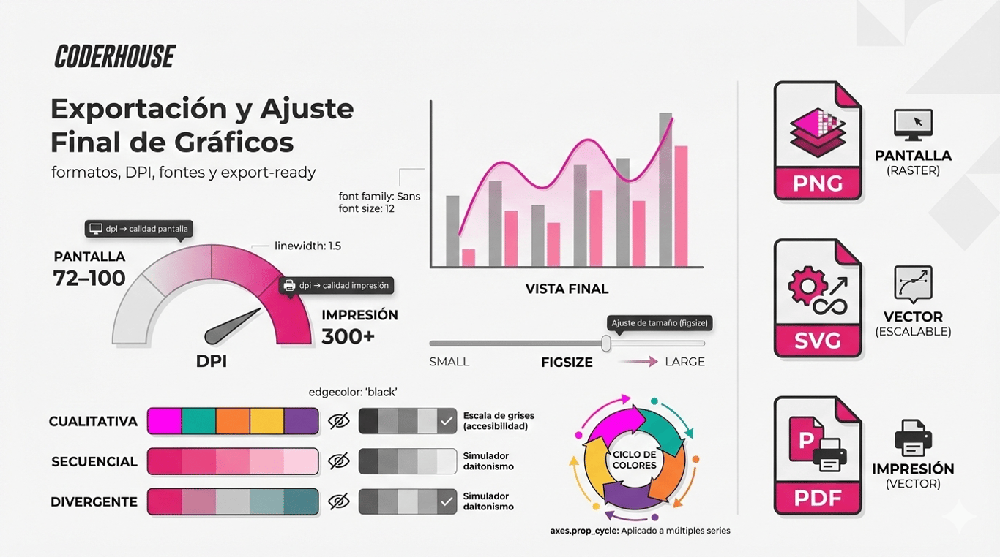 CODERHOUSE
Exportación y Ajuste
Final de Gráficos
formatos, DPI, fontes y export-ready
font family: Sans
font size: 12
dpl → calidad pantalla
PANTALLA
72–100
linewidth: 1.5
dpi → calidad impresión
IMPRESIÓN
300+
DPI
VISTA FINAL
Ajuste de tamaño (figsize)
SMALL
FIGSIZE
LARGE
edgecolor: 'black'
CUALITATIVA
Escala de grises
(accesibilidad)
SECUENCIAL
Simulador
daitonismo
DIVERGENTE
Simulador
daltonismo
CICLO DE
COLORES
axes.prop_cycle: Aplicado a múltiples series
PNG
PANTALLA
(RASTER)
SVG
VECTOR
(ESCALABLE)
P
PDF
IMPRESIÓN
(VECTOR)